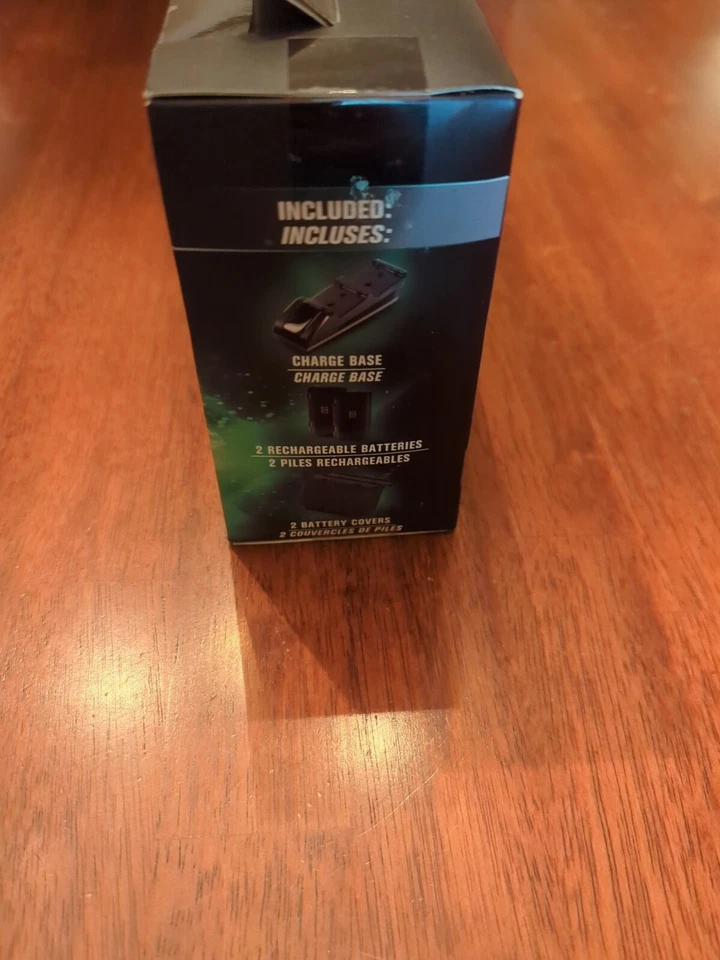 INCLUDED:
INCLUSES:
CHARGE BASE
CHARGE BASE
2 RECHARGEABLE BATTERIES
2 PILES RECHARGEABLES
2 BATTERY COVERS
2 COUVERCLES DE PILES